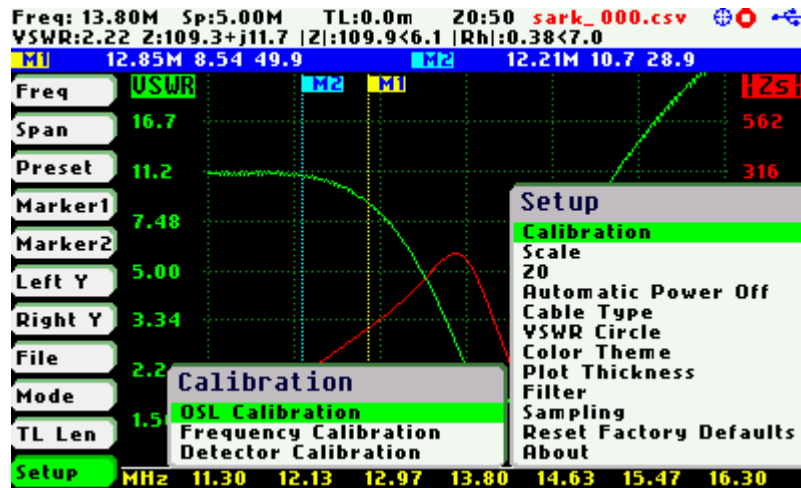 Freq: 13.80M Sp:5.00M TL:0.0m Z0:50 sark_000.csv
VSWR:2.22 Z:109.3+j11.7 |Z|:109.9<6.1 |Rh|:0.38<7.0
M1 12.85M 8.54 49.9 M2 12.21M 10.7 28.9
Freq
Span
Preset
Marker1
Marker2
Left Y
Right Y
File
Mode
TL Len
Setup
VSWR M2 M1 |Zs|
16.7 562
11.2 316
7.48
5.00
3.34
2.2
1.5
Setup
Calibration
Scale
Z0
Automatic Power Off
Cable Type
VSWR Circle
Color Theme
Plot Thickness
Filter
Sampling
Reset Factory Defaults
About
Calibration
OSL Calibration
Frequency Calibration
Detector Calibration
MHz 11.30 12.13 12.97 13.80 14.63 15.47 16.30